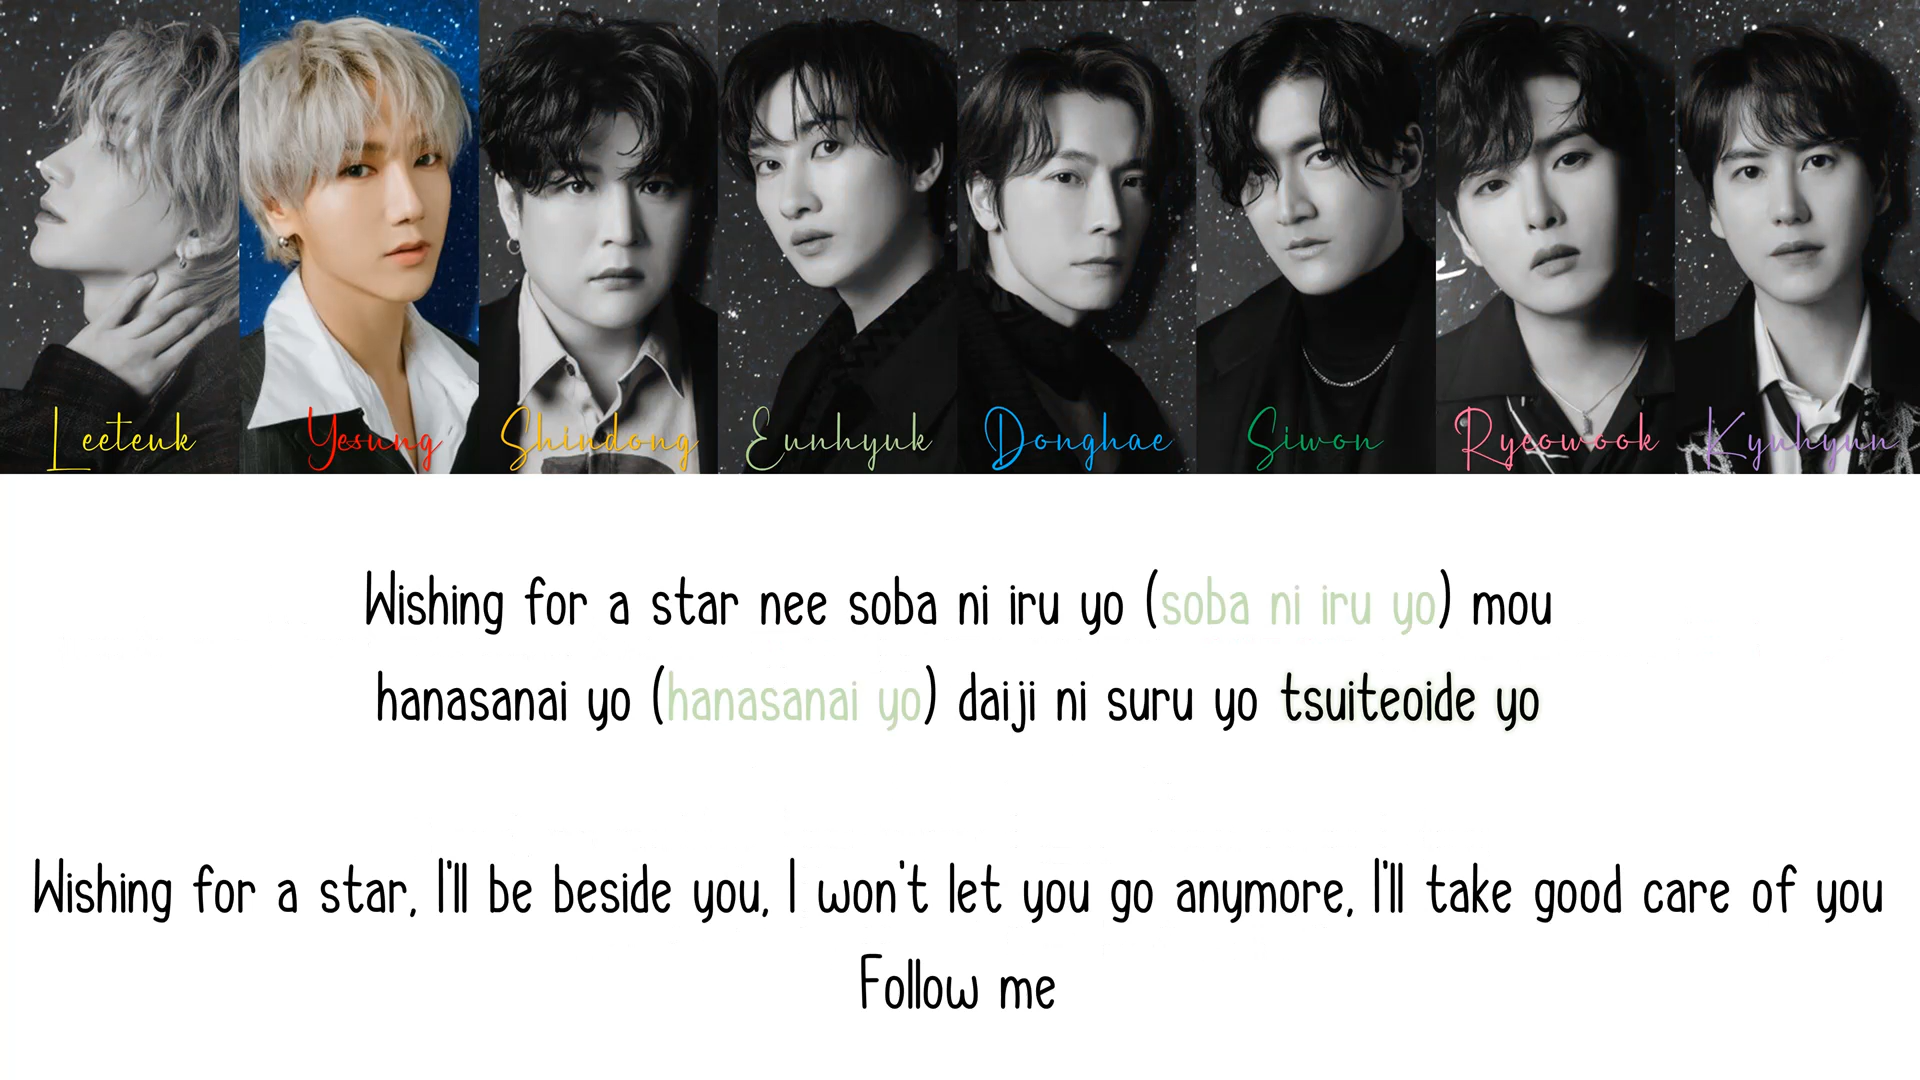 Leeteuk Yesung Shindong Eunhyuk Donghae Siwon Ryeowook Kyuhyun
Wishing for a star nee soba ni iru yo (soba ni iru yo) mou
hanasanai yo (hanasanai yo) daiji ni suru yo tsuiteoide yo
Wishing for a star, I'll be beside you, I won't let you go anymore, I'll take good care of you
Follow me